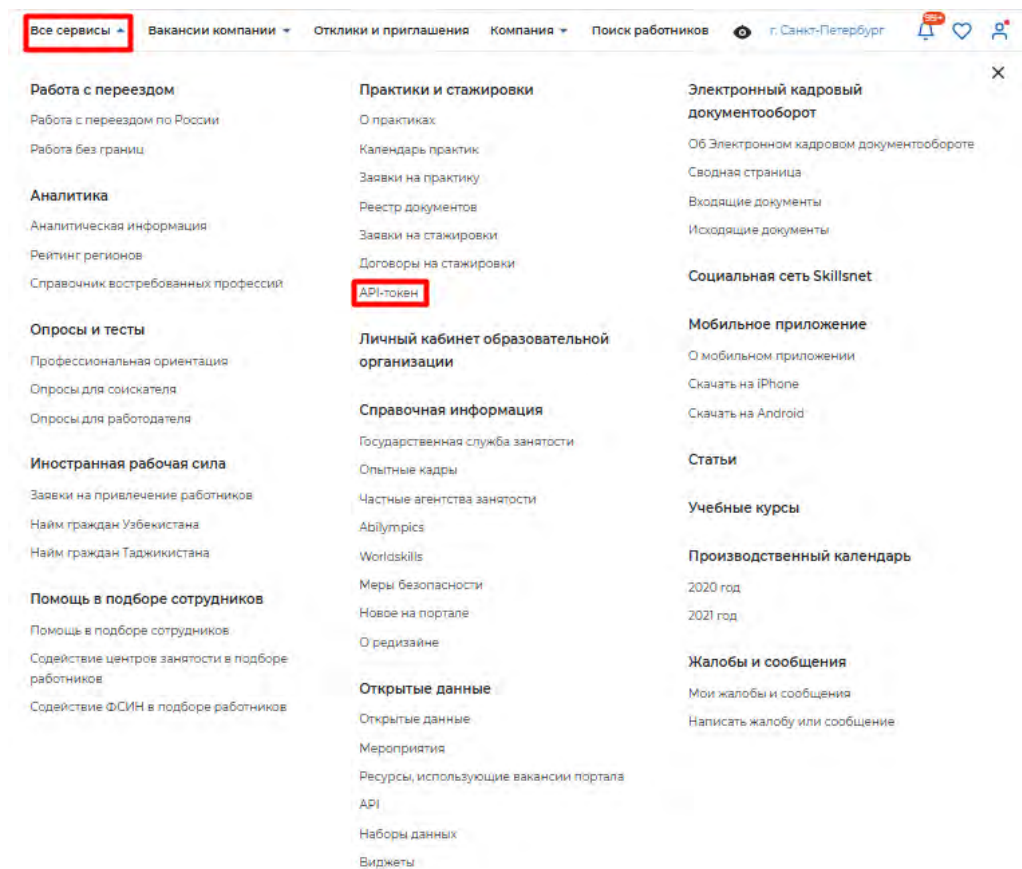 Все сервисы Вакансии компании Отклики и приглашения Компания Поиск работников г. Санкт-Петербург 99+
Работа с переездом
Работа с переездом по России
Работа без границ
Аналитика
Аналитическая информация
Рейтинг регионов
Справочник востребованных профессий
Опросы и тесты
Профессиональная ориентация
Опросы для соискателя
Опросы для работодателя
Иностранная рабочая сила
Заявки на привлечение работников
Найм граждан Узбекистана
Найм граждан Таджикистана
Помощь в подборе сотрудников
Помощь в подборе сотрудников
Содействие центров занятости в подборе
работников
Содействие ФСИН в подборе работников
Практики и стажировки
О практиках
Календарь практик
Заявки на практику
Реестр документов
Заявки на стажировки
Договоры на стажировки
API-токен
Личный кабинет образовательной
организации
Справочная информация
Государственная служба занятости
Опытные кадры
Частные агентства занятости
Abilympics
Worldskills
Меры безопасности
Новое на портале
О редизайне
Открытые данные
Открытые данные
Мероприятия
Ресурсы, использующие вакансии портала
API
Наборы данных
Виджеты
Электронный кадровый
документооборот
Об Электронном кадровом документообороте
Сводная страница
Входящие документы
Исходящие документы
Социальная сеть Skillsnet
Мобильное приложение
О мобильном приложении
Скачать на iPhone
Скачать на Android
Статьи
Учебные курсы
Производственный календарь
2020 год
2021 год
Жалобы и сообщения
Мои жалобы и сообщения
Написать жалобу или сообщение